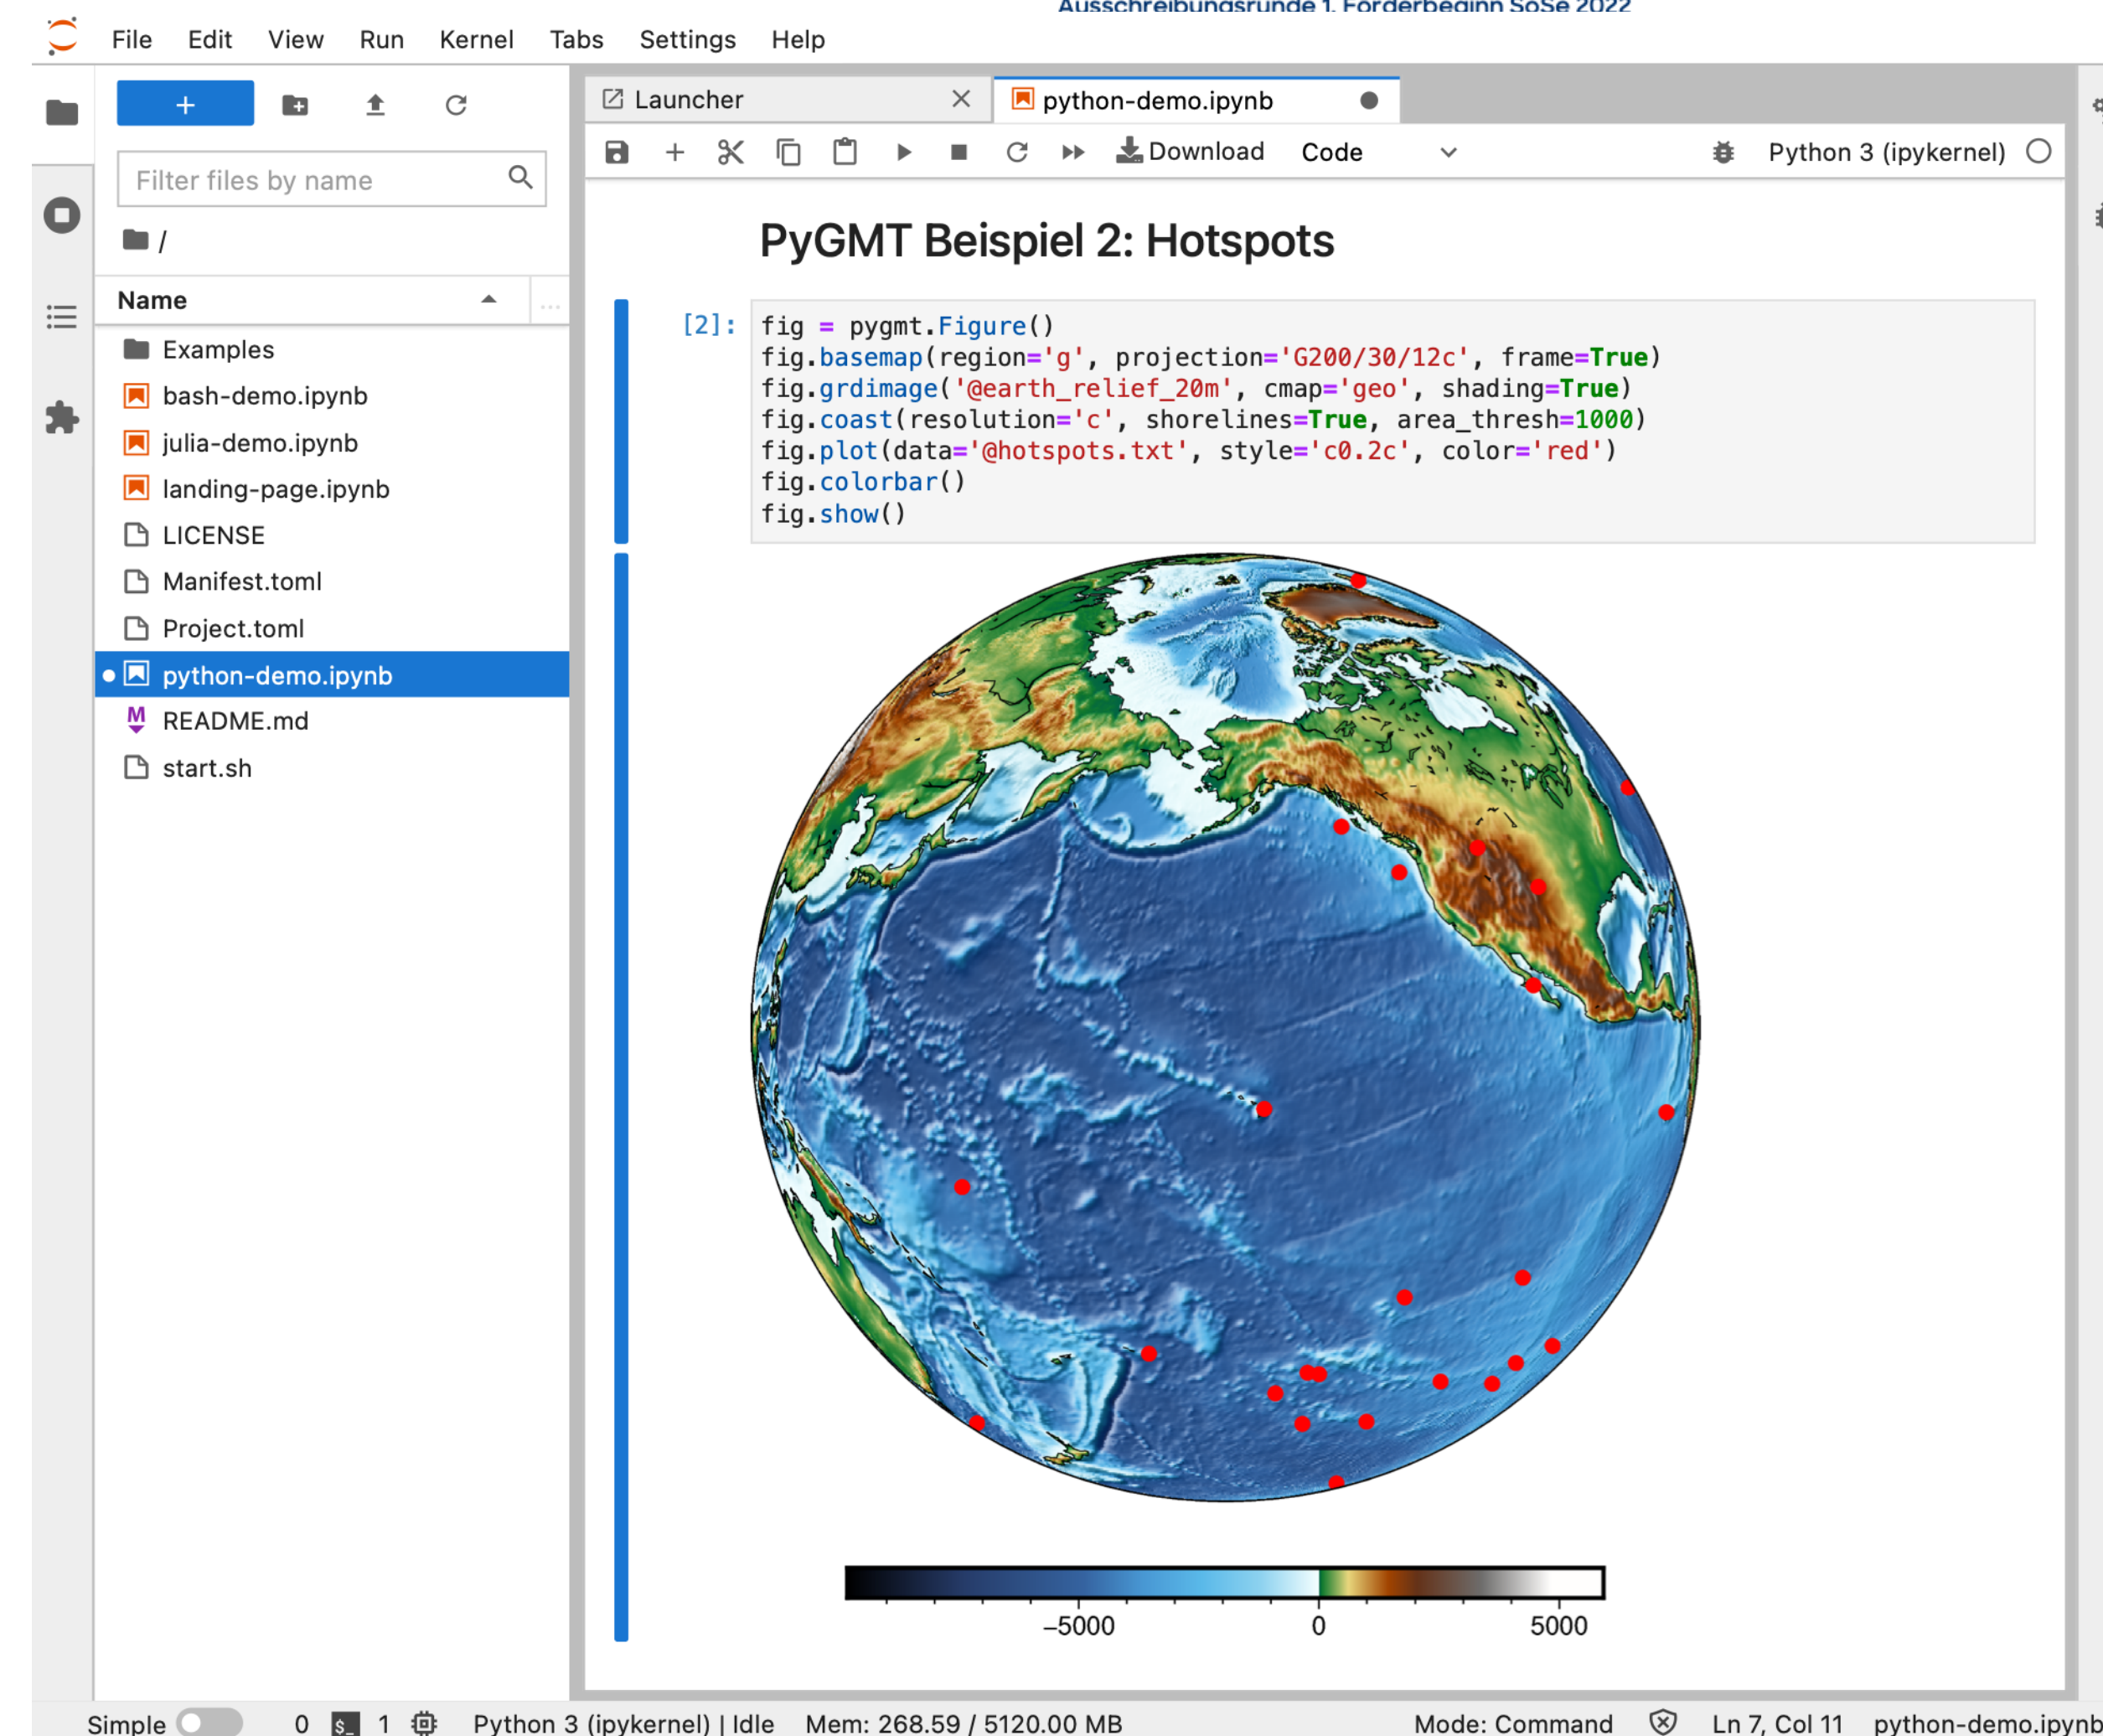 Ausschreibungsrunde 1, Förderbeginn SoSe 2022
File Edit View Run Kernel Tabs Settings Help
+
Filter files by name
/
Name
...
Examples
bash-demo.ipynb
julia-demo.ipynb
landing-page.ipynb
LICENSE
Manifest.toml
Project.toml
python-demo.ipynb
README.md
start.sh
Launcher
python-demo.ipynb
Download Code Python 3 (ipykernel)
PyGMT Beispiel 2: Hotspots
[2]:
fig = pygmt.Figure()
fig.basemap(region='g', projection='G200/30/12c', frame=True)
fig.grdimage('@earth_relief_20m', cmap='geo', shading=True)
fig.coast(resolution='c', shorelines=True, area_thresh=1000)
fig.plot(data='@hotspots.txt', style='c0.2c', color='red')
fig.colorbar()
fig.show()
−5000 0 5000
Simple 0 $_ 1 Python 3 (ipykernel) | Idle Mem: 268.59 / 5120.00 MB Mode: Command Ln 7, Col 11 python-demo.ipynb